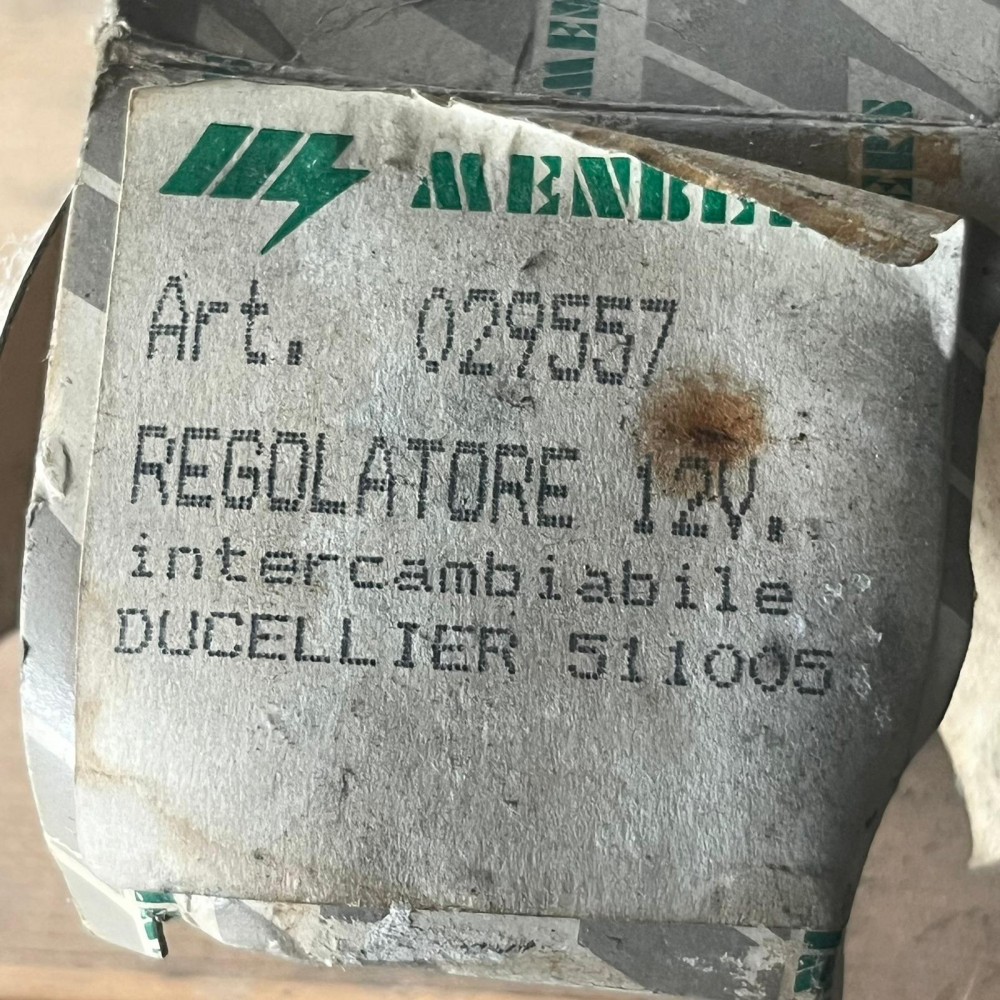 Art. 029557
REGOLATORE 12V.
intercambiabile
DUCELLIER 511005